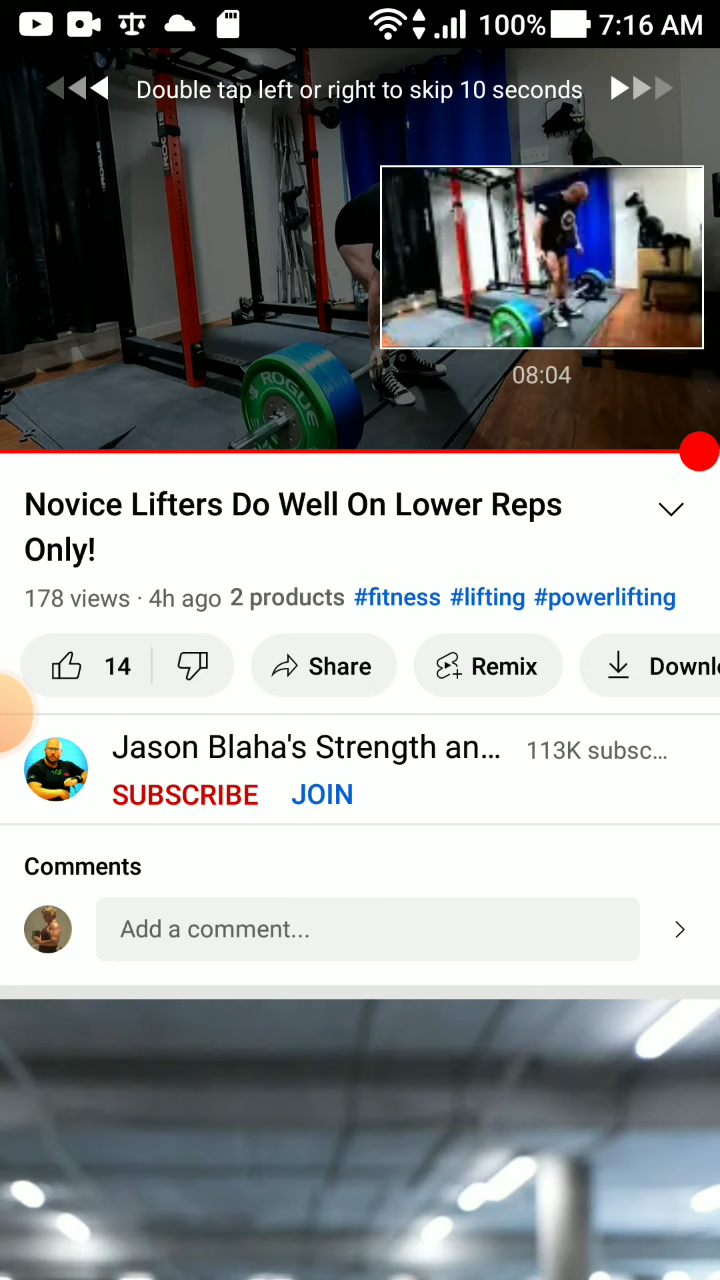 100% 7:16 AM
Double tap left or right to skip 10 seconds
ROGUE
08:04
Novice Lifters Do Well On Lower Reps
Only!
178 views · 4h ago 2 products #fitness #lifting #powerlifting
14 Share Remix Downl
Jason Blaha's Strength an... 113K subsc...
SUBSCRIBE JOIN
Comments
Add a comment...